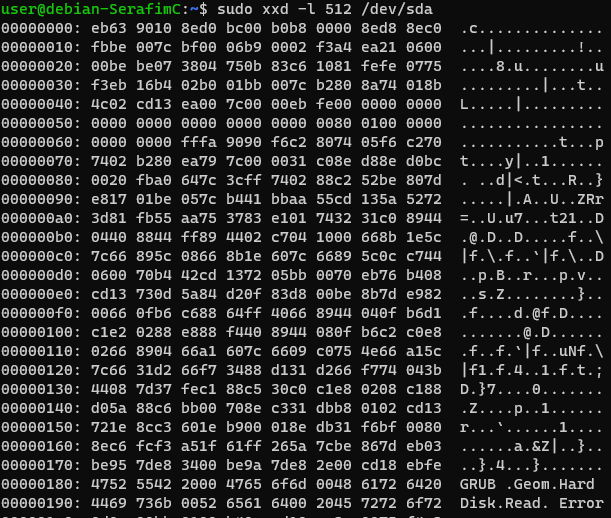 user@debian-SerafimC:~$ sudo xxd -l 512 /dev/sda
00000000: eb63 9010 8ed0 bc00 b0b8 0000 8ed8 8ec0  .c..............
00000010: fbbe 007c bf00 06b9 0002 f3a4 ea21 0600  ...|.........!..
00000020: 00be be07 3804 750b 83c6 1081 fefe 0775  ....8.u........u
00000030: f3eb 16b4 02b0 01bb 007c b280 8a74 018b  .........|...t..
00000040: 4c02 cd13 ea00 7c00 00eb fe00 0000 0000  L.....|.........
00000050: 0000 0000 0000 0000 0000 0080 0100 0000  ................
00000060: 0000 0000 fffa 9090 f6c2 8074 05f6 c270  ...........t...p
00000070: 7402 b280 ea79 7c00 0031 c08e d88e d0bc  t....y|..1......
00000080: 0020 fba0 647c 3cff 7402 88c2 52be 807d  . ..d|<.t...R..}
00000090: e817 01be 057c b441 bbaa 55cd 135a 5272  .....|.A..U..ZRr
000000a0: 3d81 fb55 aa75 3783 e101 7432 31c0 8944  =..U.u7...t21..D
000000b0: 0440 8844 ff89 4402 c704 1000 668b 1e5c  .@.D..D.....f..\
000000c0: 7c66 895c 0866 8b1e 607c 6689 5c0c c744  |f.\.f..`|f.\..D
000000d0: 0600 70b4 42cd 1372 05bb 0070 eb76 b408  ..p.B..r...p.v..
000000e0: cd13 730d 5a84 d20f 83d8 00be 8b7d e982  ..s.Z........}..
000000f0: 0066 0fb6 c688 64ff 4066 8944 040f b6d1  .f....d.@f.D....
00000100: c1e2 0288 e888 f440 8944 080f b6c2 c0e8  .......@.D......
00000110: 0266 8904 66a1 607c 6609 c075 4e66 a15c  .f..f.`|f..uNf.\
00000120: 7c66 31d2 66f7 3488 d131 d266 f774 043b  |f1.f.4..1.f.t.;
00000130: 4408 7d37 fec1 88c5 30c0 c1e8 0208 c188  D.}7....0.......
00000140: d05a 88c6 bb00 708e c331 dbb8 0102 cd13  .Z....p..1......
00000150: 721e 8cc3 601e b900 018e db31 f6bf 0080  r...`......1....
00000160: 8ec6 fcf3 a51f 61ff 265a 7cbe 867d eb03  ......a.&Z|..}..
00000170: be95 7de8 3400 be9a 7de8 2e00 cd18 ebfe  ..}.4...}.......
00000180: 4752 5542 2000 4765 6f6d 0048 6172 6420  GRUB .Geom.Hard
00000190: 4469 736b 0052 6561 6400 2045 7272 6f72  Disk.Read. Error